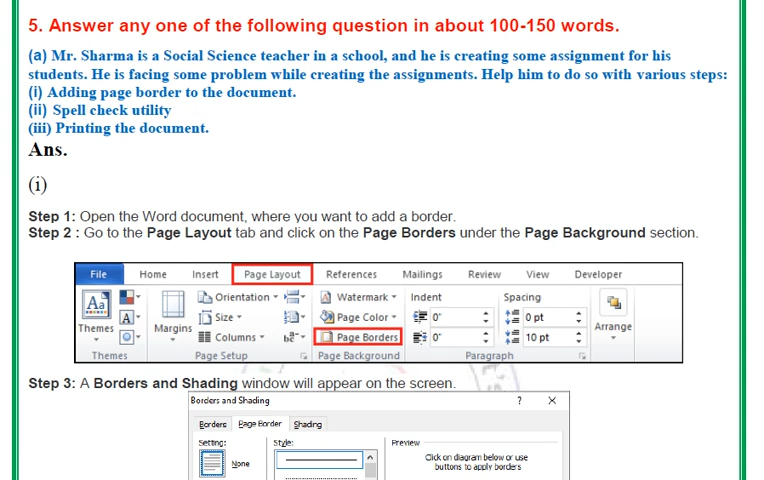 5. Answer any one of the following question in about 100-150 words.
(a) Mr. Sharma is a Social Science teacher in a school, and he is creating some assignment for his
students. He is facing some problem while creating the assignments. Help him to do so with various steps:
(i) Adding page border to the document.
(ii) Spell check utility
(iii) Printing the document.
Ans.
(i)
Step 1: Open the Word document, where you want to add a border.
Step 2 : Go to the Page Layout tab and click on the Page Borders under the Page Background section.
File Home Insert Page Layout References Mailings Review View Developer
Orientation Watermark Indent Spacing
Aa Size Page Color 0" 0 pt
Themes Margins Columns Page Borders 0" 10 pt Arrange
Themes Page Setup Page Background Paragraph
Step 3: A Borders and Shading window will appear on the screen.
Borders and Shading ? X
Borders Page Border Shading
Setting: Style: Preview
None Click on diagram below or use
buttons to apply borders